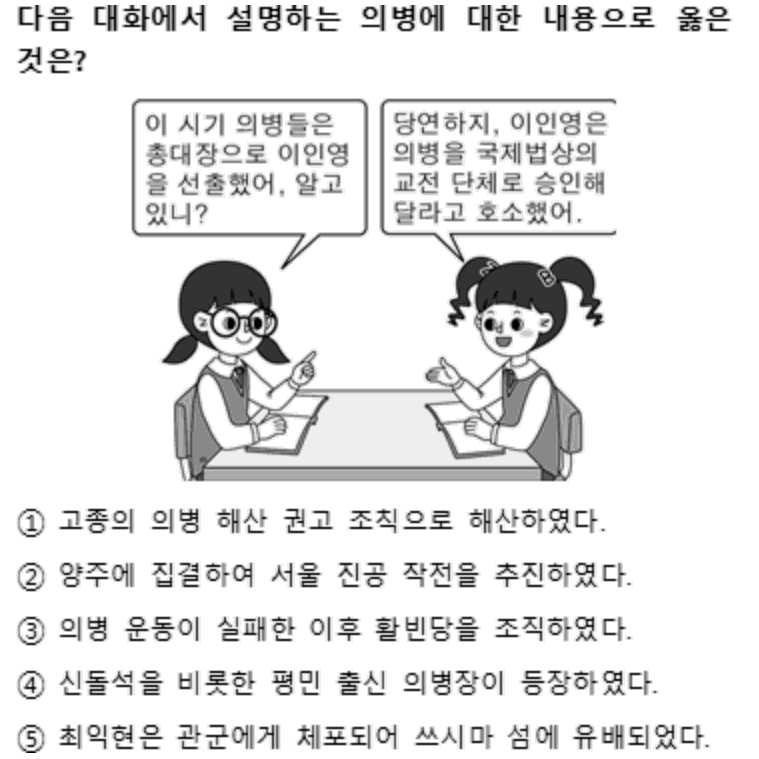 다음 대화에서 설명하는 의병에 대한 내용으로 옳은
것은?
이 시기 의병들은
총대장으로 이인영
을 선출했어, 알고
있니?
당연하지, 이인영은
의병을 국제법상의
교전 단체로 승인해
달라고 호소했어.
① 고종의 의병 해산 권고 조칙으로 해산하였다.
② 양주에 집결하여 서울 진공 작전을 추진하였다.
③ 의병 운동이 실패한 이후 활빈당을 조직하였다.
④ 신돌석을 비롯한 평민 출신 의병장이 등장하였다.
⑤ 최익현은 관군에게 체포되어 쓰시마 섬에 유배되었다.